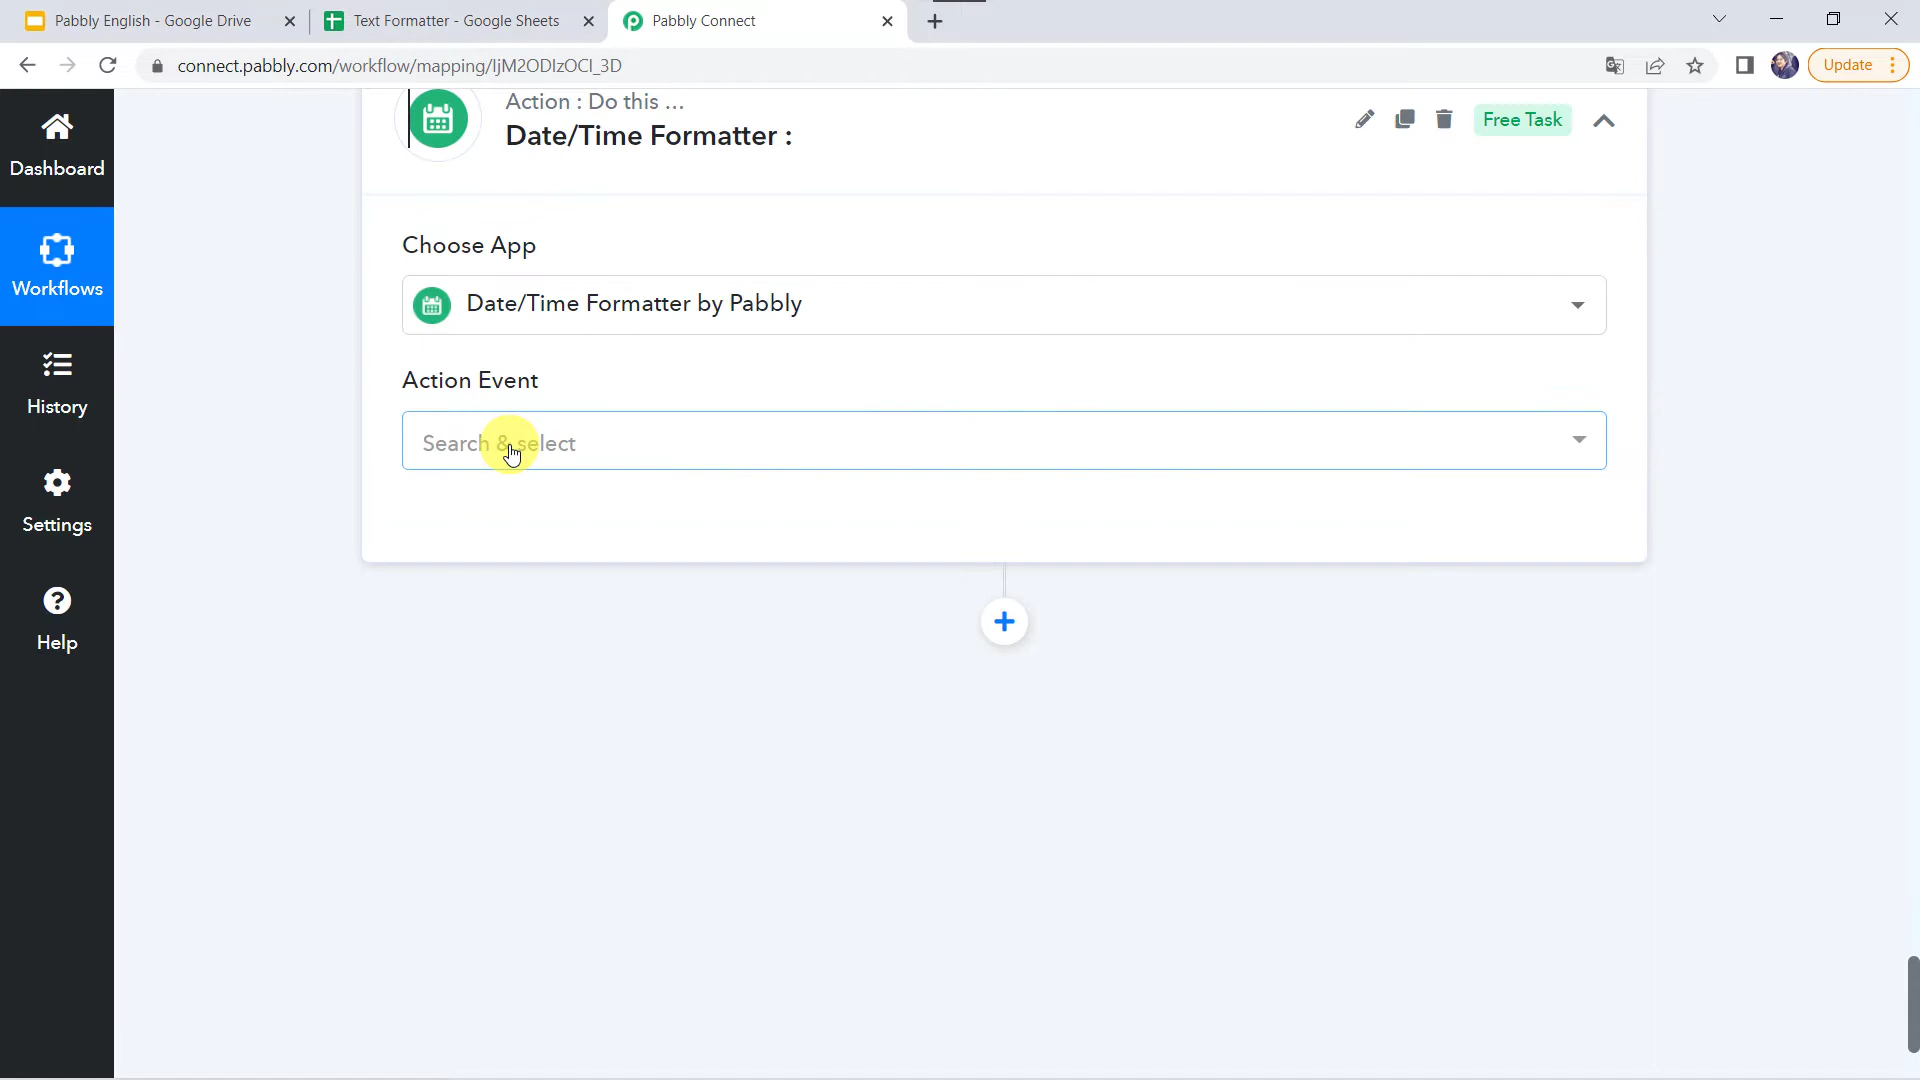 Pabbly English - Google Drive
Text Formatter - Google Sheets
Pabbly Connect
connect.pabbly.com/workflow/mapping/IjM2ODIzOCI_3D
Update
Dashboard
Workflows
History
Settings
Help
Action : Do this ...
Date/Time Formatter :
Free Task
Choose App
Date/Time Formatter by Pabbly
Action Event
Search & select